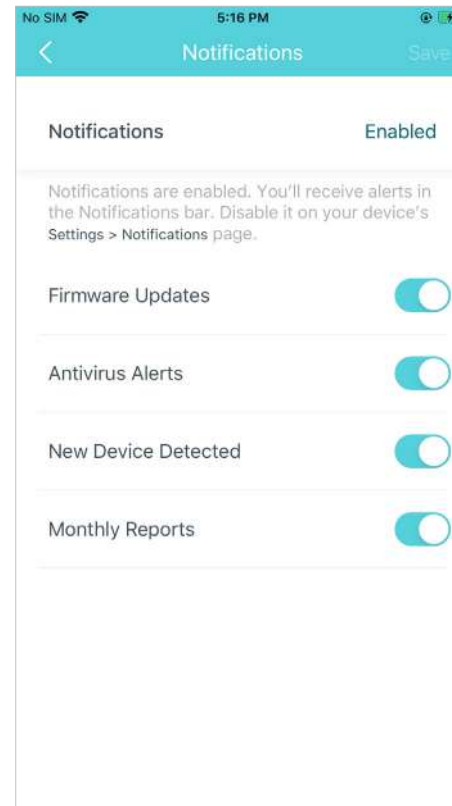 No SIM 5:16 PM
Notifications Save
Notifications Enabled
Notifications are enabled. You'll receive alerts in
the Notifications bar. Disable it on your device's
Settings > Notifications page.
Firmware Updates
Antivirus Alerts
New Device Detected
Monthly Reports